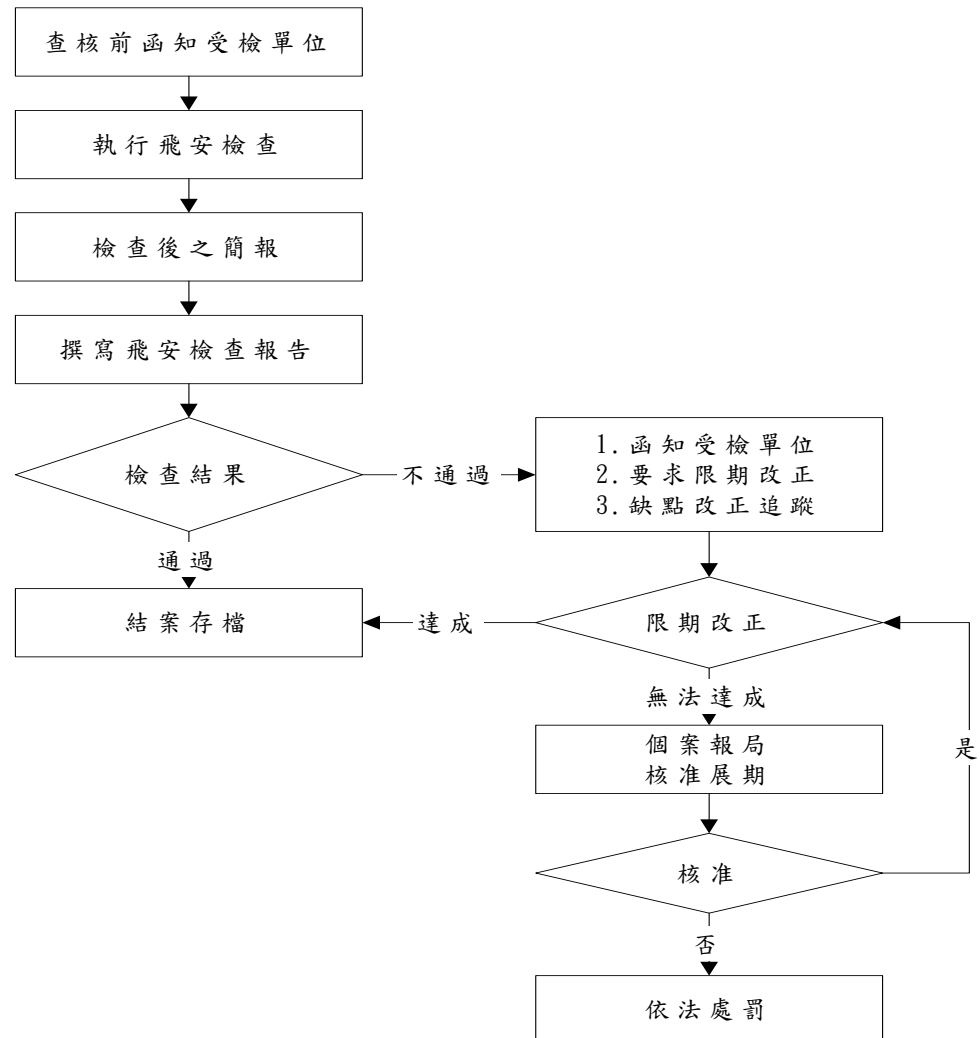 查核前函知受檢單位
執行飛安檢查
檢查後之簡報
撰寫飛安檢查報告
檢查結果
不通過
1.函知受檢單位
2.要求限期改正
3.缺點改正追蹤
通過
結案存檔
達成
限期改正
無法達成
個案報局
核准展期
是
核准
否
依法處罰